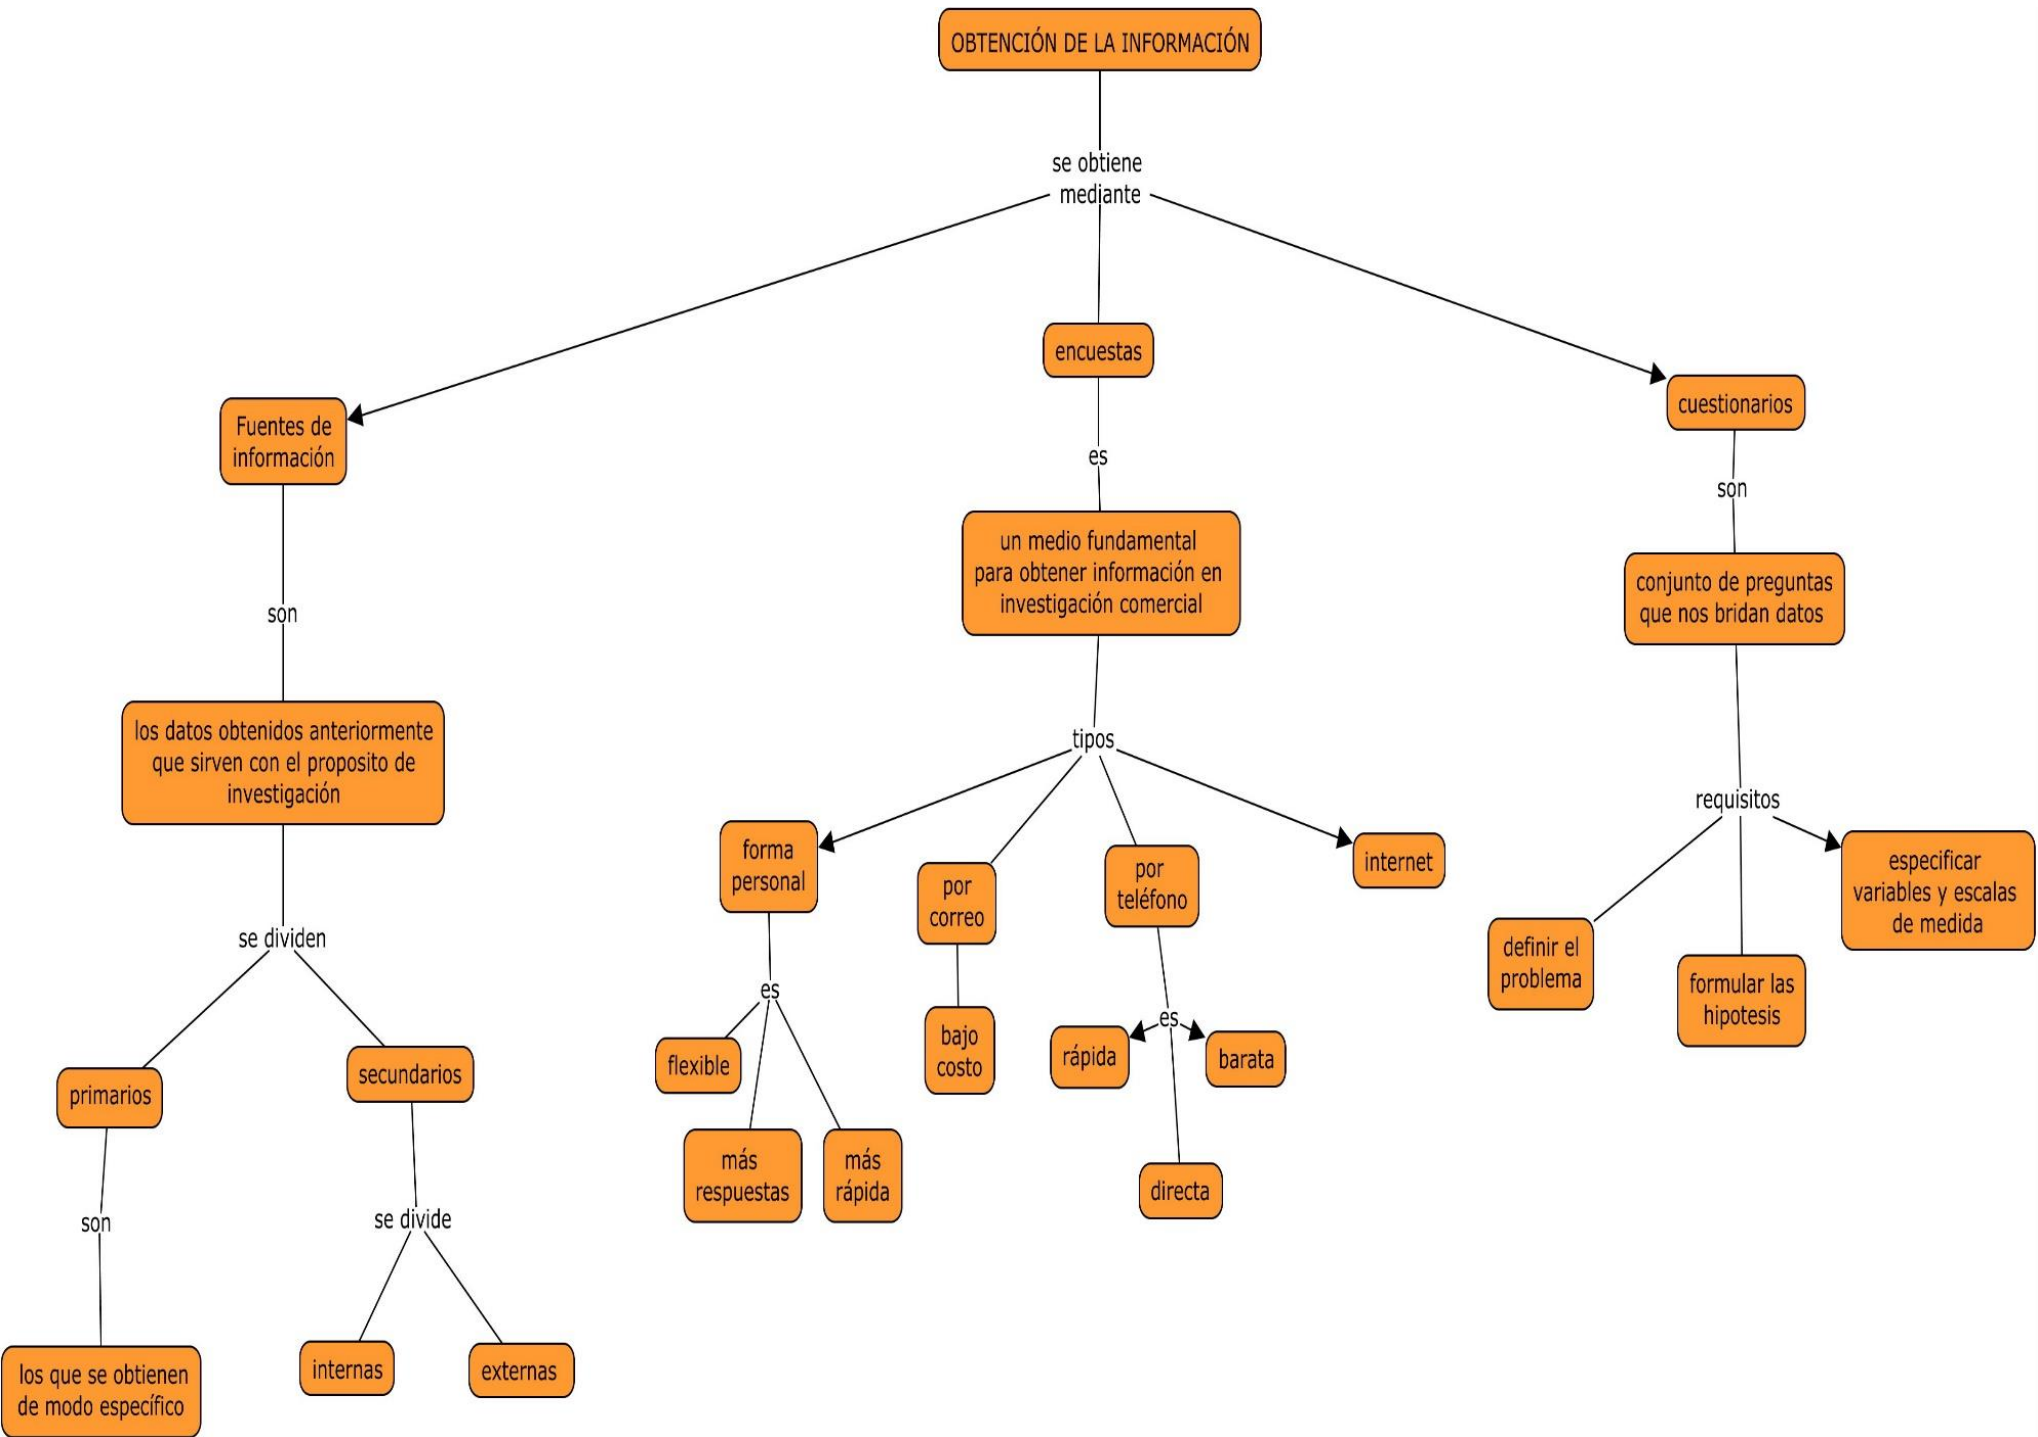 OBTENCIÓN DE LA INFORMACIÓN
se obtiene
mediante
Fuentes de
información
son
los datos obtenidos anteriormente
que sirven con el proposito de
investigación
se dividen
primarios
son
los que se obtienen
de modo específico
secundarios
se divide
internas
externas
encuestas
es
un medio fundamental
para obtener información en
investigación comercial
tipos
forma
personal
es
flexible
más
respuestas
más
rápida
por
correo
bajo
costo
por
teléfono
es
rápida
directa
barata
internet
cuestionarios
son
conjunto de preguntas
que nos bridan datos
requisitos
definir el
problema
formular las
hipotesis
especificar
variables y escalas
de medida